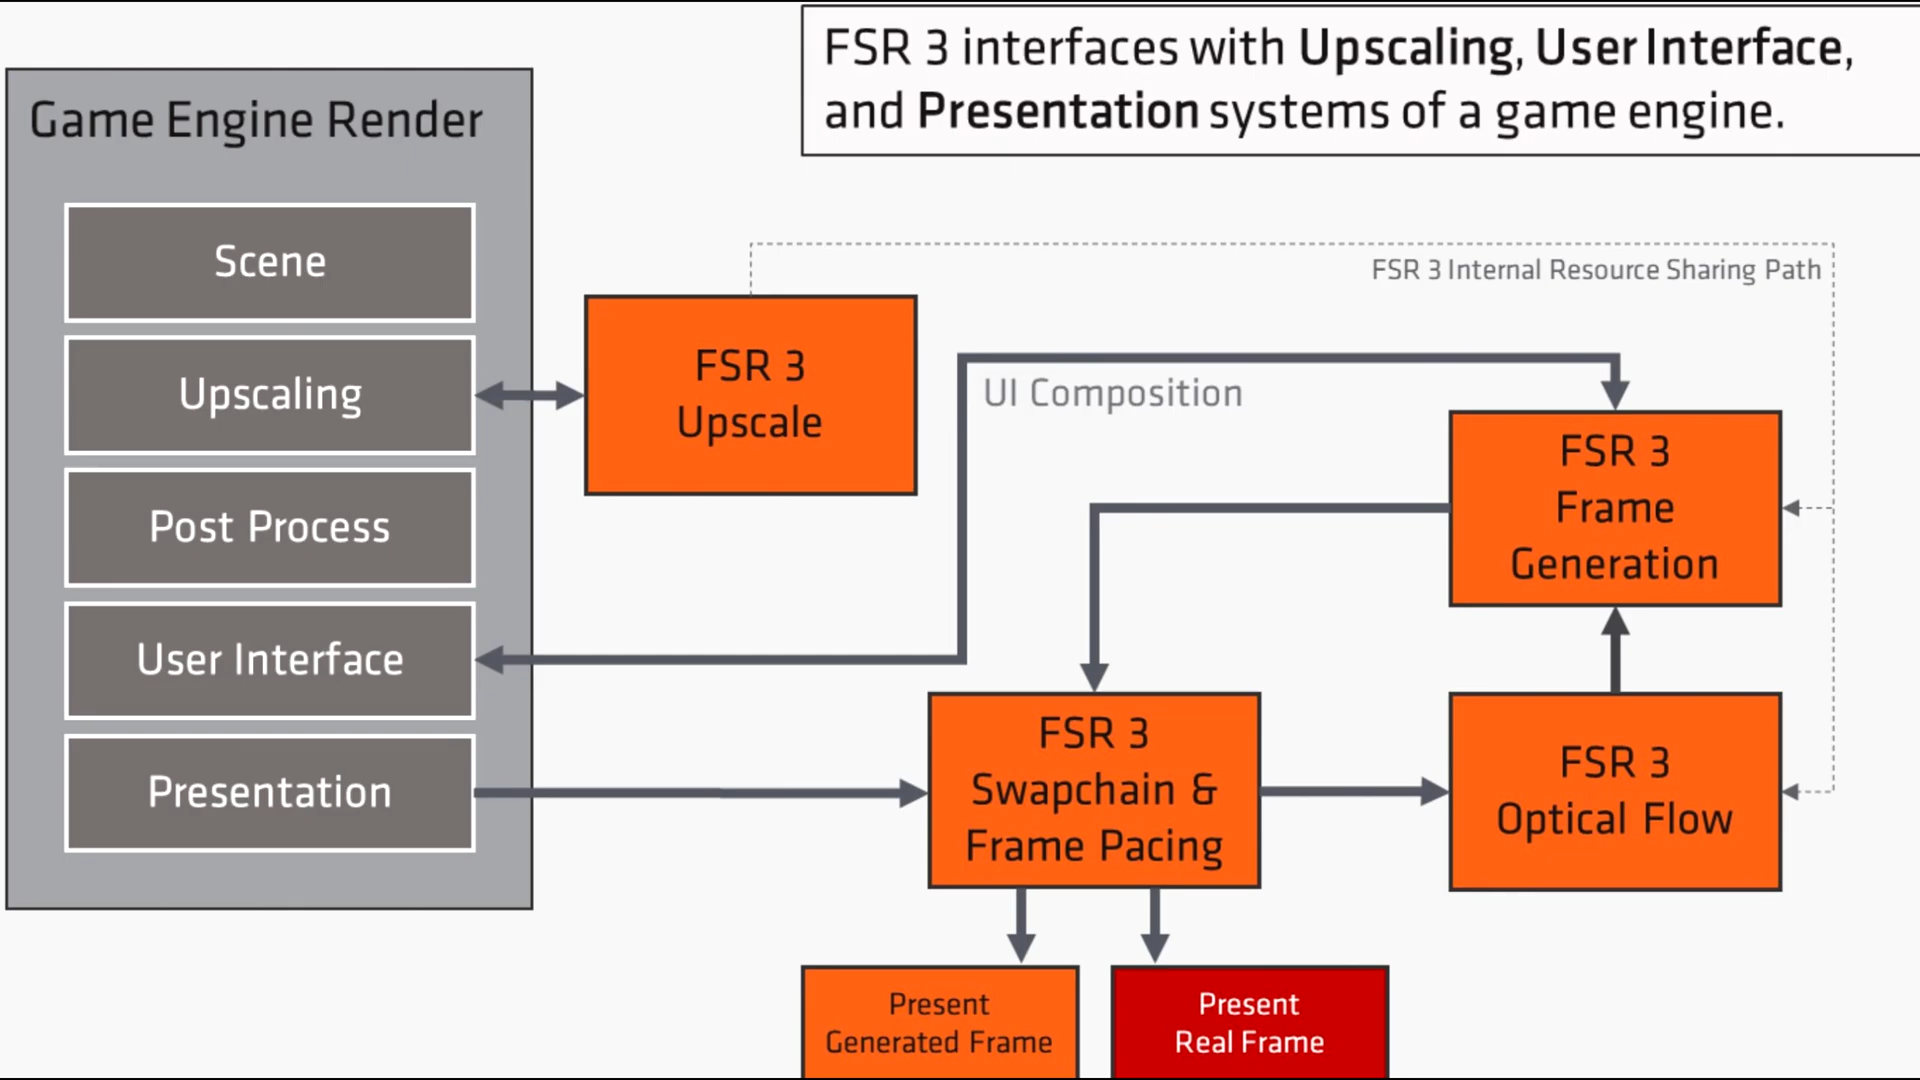 FSR 3 interfaces with Upscaling, User Interface,
and Presentation systems of a game engine.
Game Engine Render
Scene
Upscaling
Post Process
User Interface
Presentation
FSR 3 Internal Resource Sharing Path
FSR 3
Upscale
UI Composition
FSR 3
Frame
Generation
FSR 3
Swapchain &
Frame Pacing
FSR 3
Optical Flow
Present
Generated Frame
Present
Real Frame